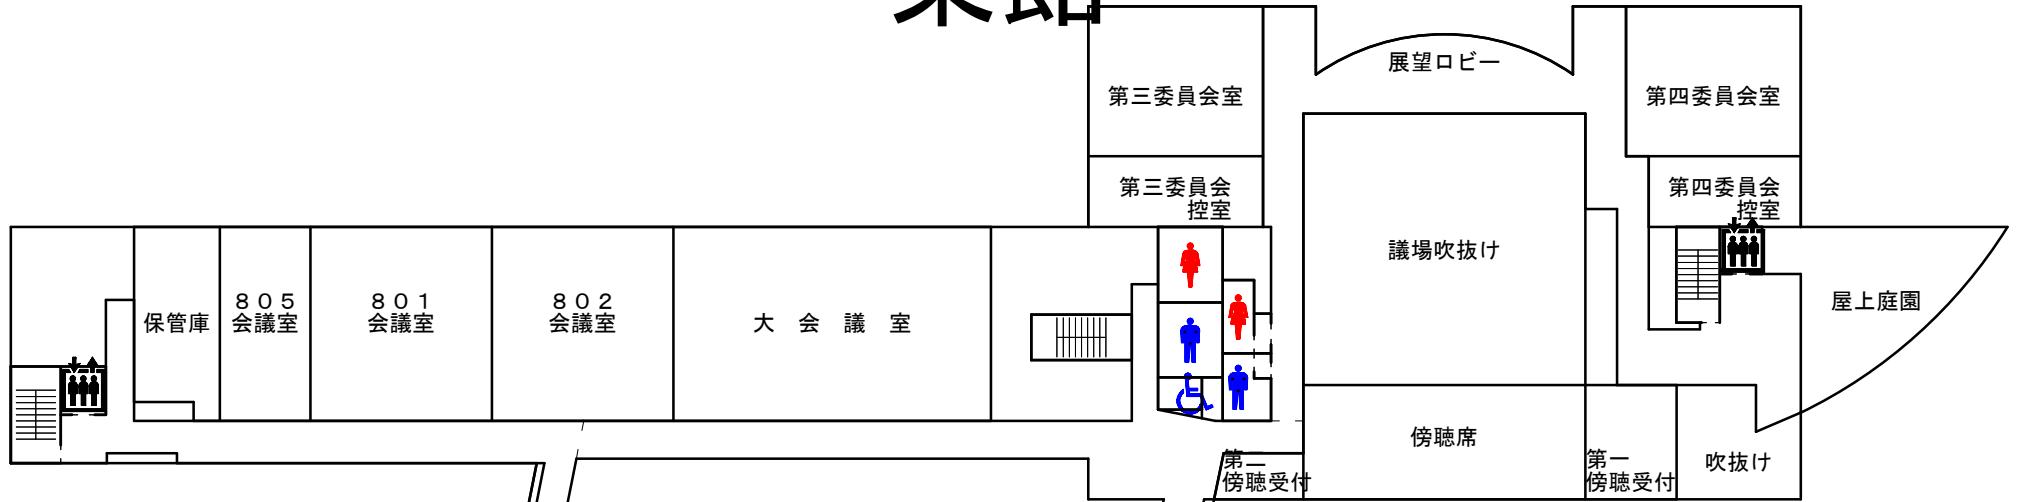 東館
展望ロビー
第三委員会室
第四委員会室
第三委員会
控室
第四委員会
控室
議場吹抜け
８０５
会議室
８０１
会議室
８０２
会議室
保管庫
大　会　議　室
屋上庭園
傍聴席
第二
傍聴受付
第一
傍聴受付
吹抜け